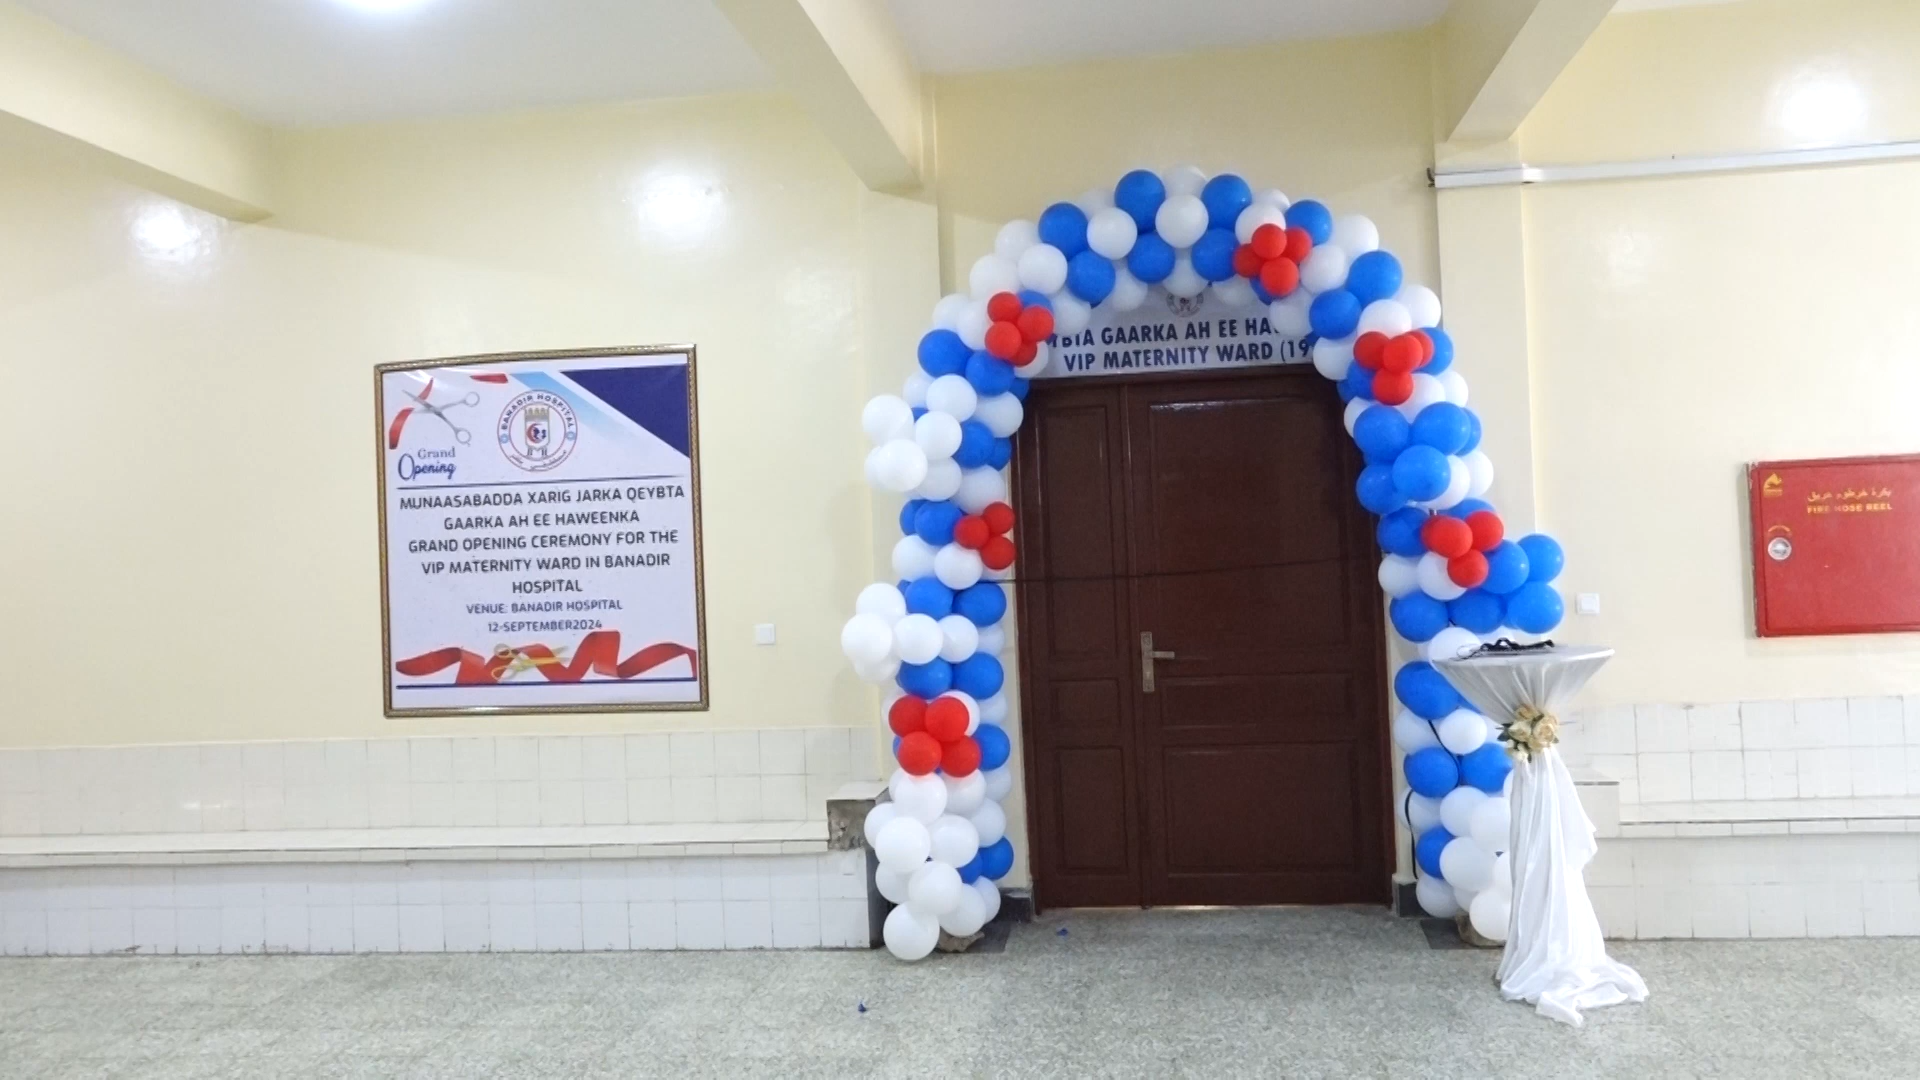 Grand
Opening
BANADIR HOSPITAL
MUNAASABADDA XARIG JARKA QEYBTA
GAARKA AH EE HAWEENKA
GRAND OPENING CEREMONY FOR THE
VIP MATERNITY WARD IN BANADIR
HOSPITAL
VENUE: BANADIR HOSPITAL
12-SEPTEMBER2024
GAARKA AH EE
VIP MATERNITY WARD (19
بكرة خرطوم حريق
FIRE HOSE REEL